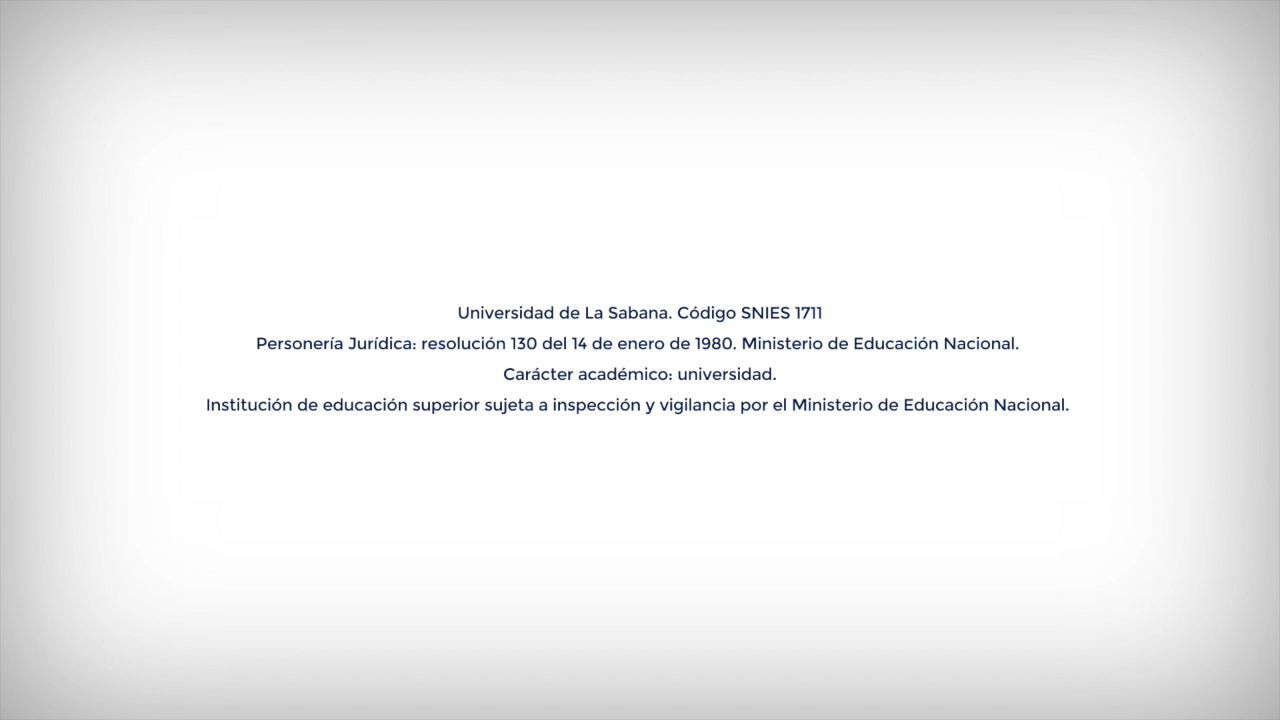 Universidad de La Sabana. Código SNIES 1711
Personería Jurídica: resolución 130 del 14 de enero de 1980. Ministerio de Educación Nacional.
Carácter académico: universidad.
Institución de educación superior sujeta a inspección y vigilancia por el Ministerio de Educación Nacional.